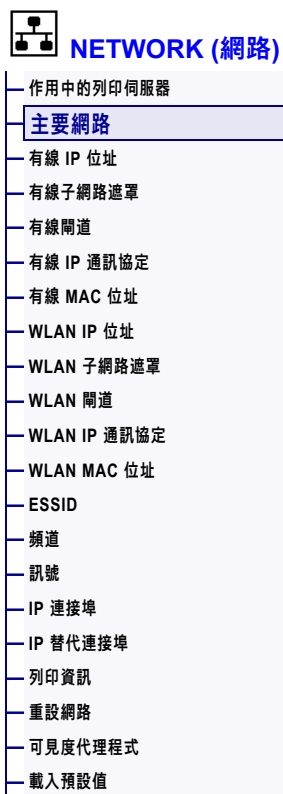 NETWORK (網路)
作用中的列印伺服器
主要網路
有線 IP 位址
有線子網路遮罩
有線閘道
有線 IP 通訊協定
有線 MAC 位址
WLAN IP 位址
WLAN 子網路遮罩
WLAN 閘道
WLAN IP 通訊協定
WLAN MAC 位址
ESSID
頻道
訊號
IP 連接埠
IP 替代連接埠
列印資訊
重設網路
可見度代理程式
載入預設值